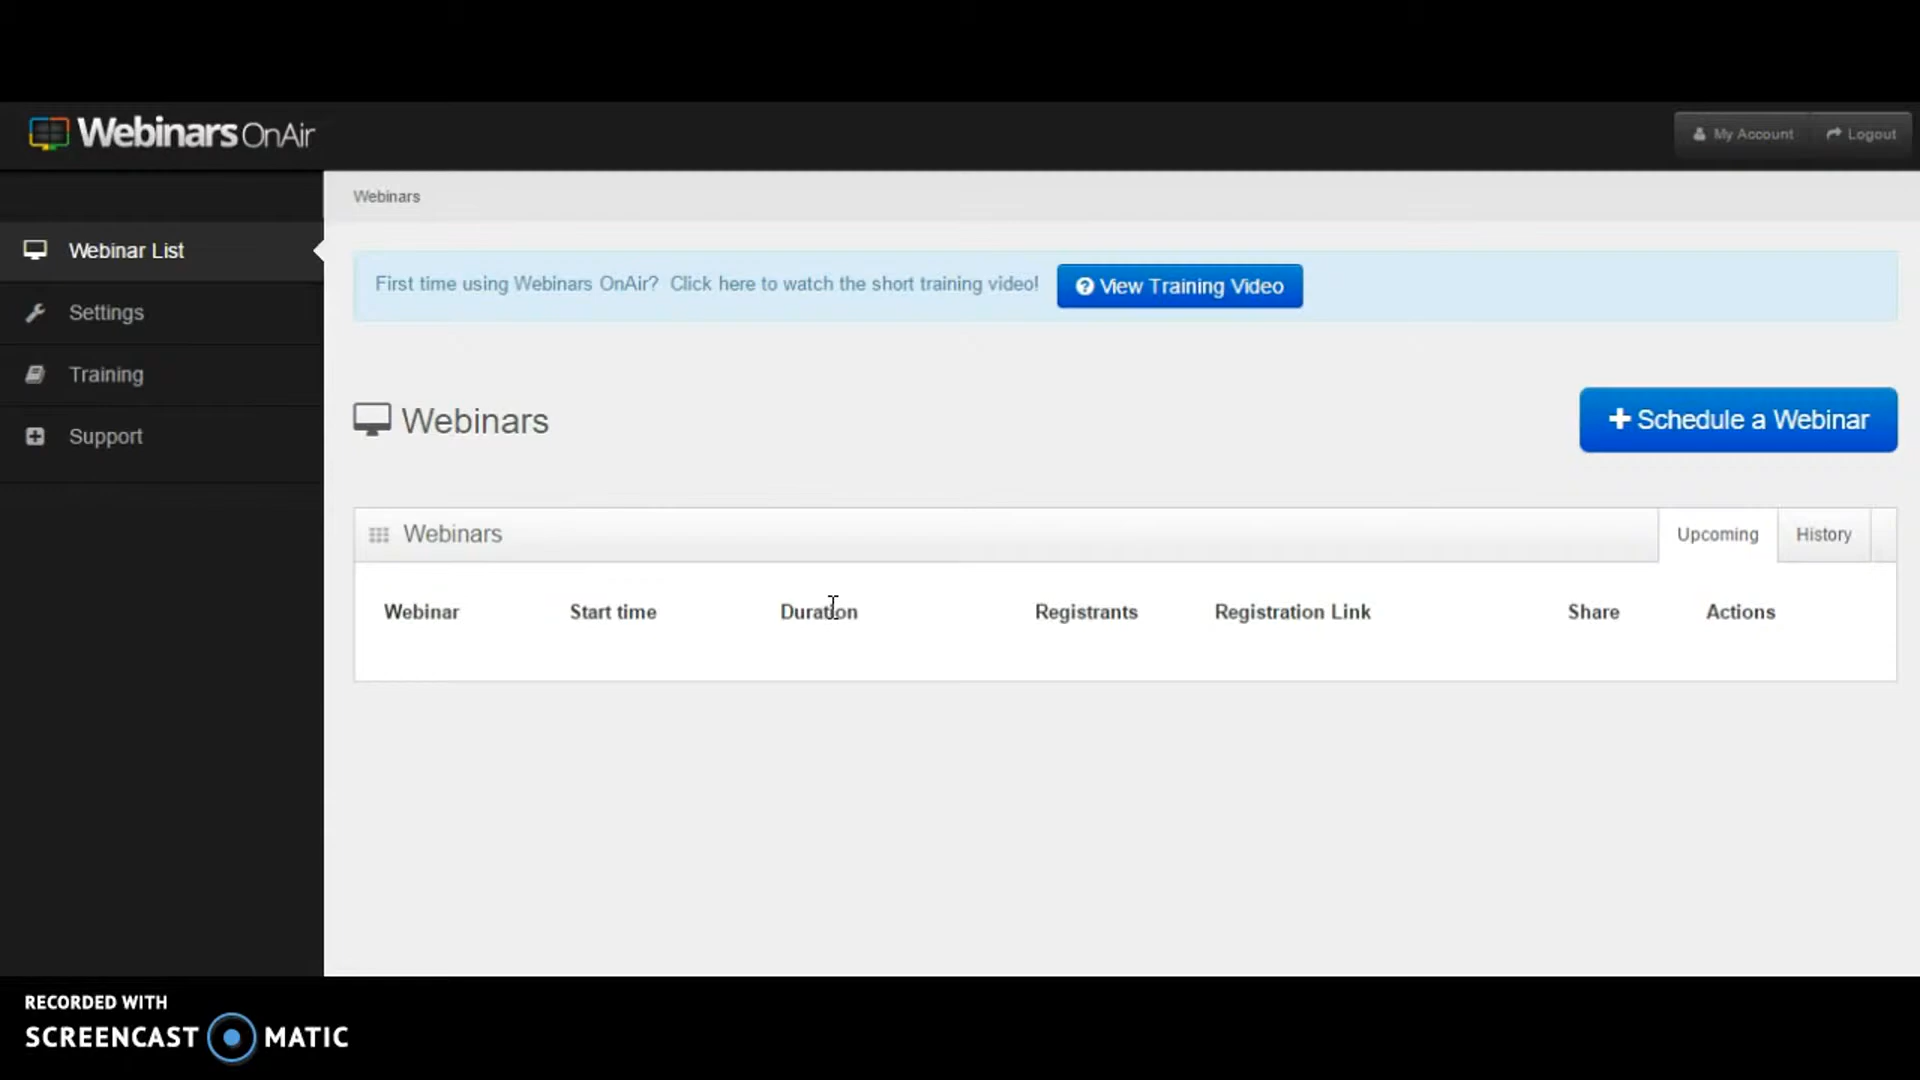 Webinars OnAir
My Account
Logout
Webinars
Webinar List
First time using Webinars OnAir? Click here to watch the short training video!
View Training Video
Settings
Training
Support
Webinars
Schedule a Webinar
Webinars
Upcoming
History
Webinar
Start time
Duration
Registrants
Registration Link
Share
Actions
RECORDED WITH
SCREENCAST MATIC